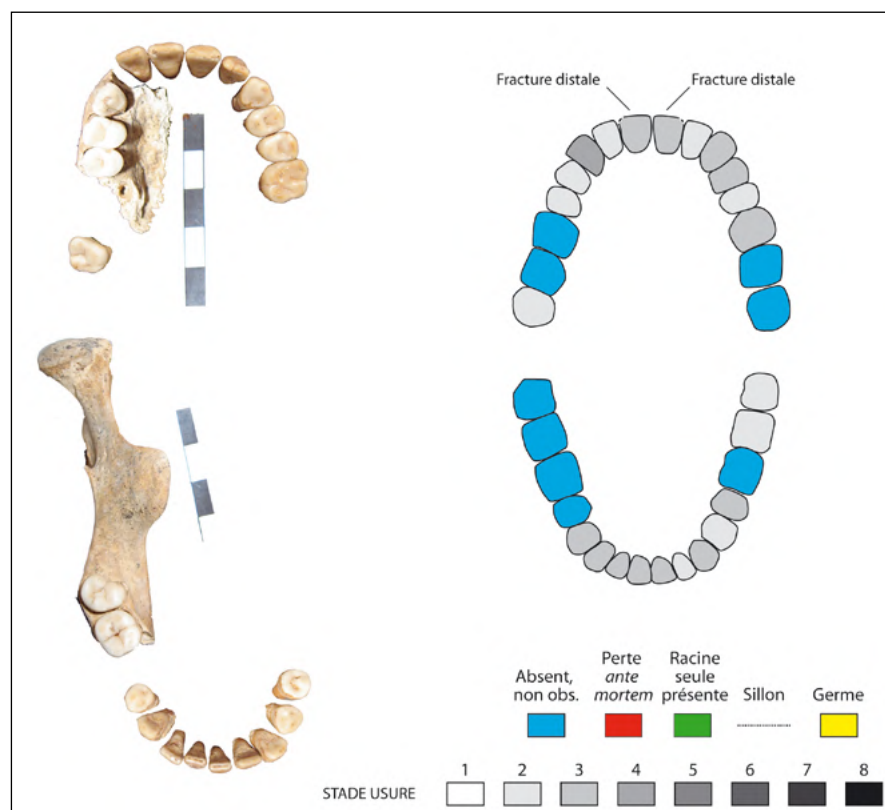 Fracture distale Fracture distale
Absent, non obs.
Perte ante mortem
Racine seule présente
Sillon
Germe
1 2 3 4 5 6 7 8
STADE USURE